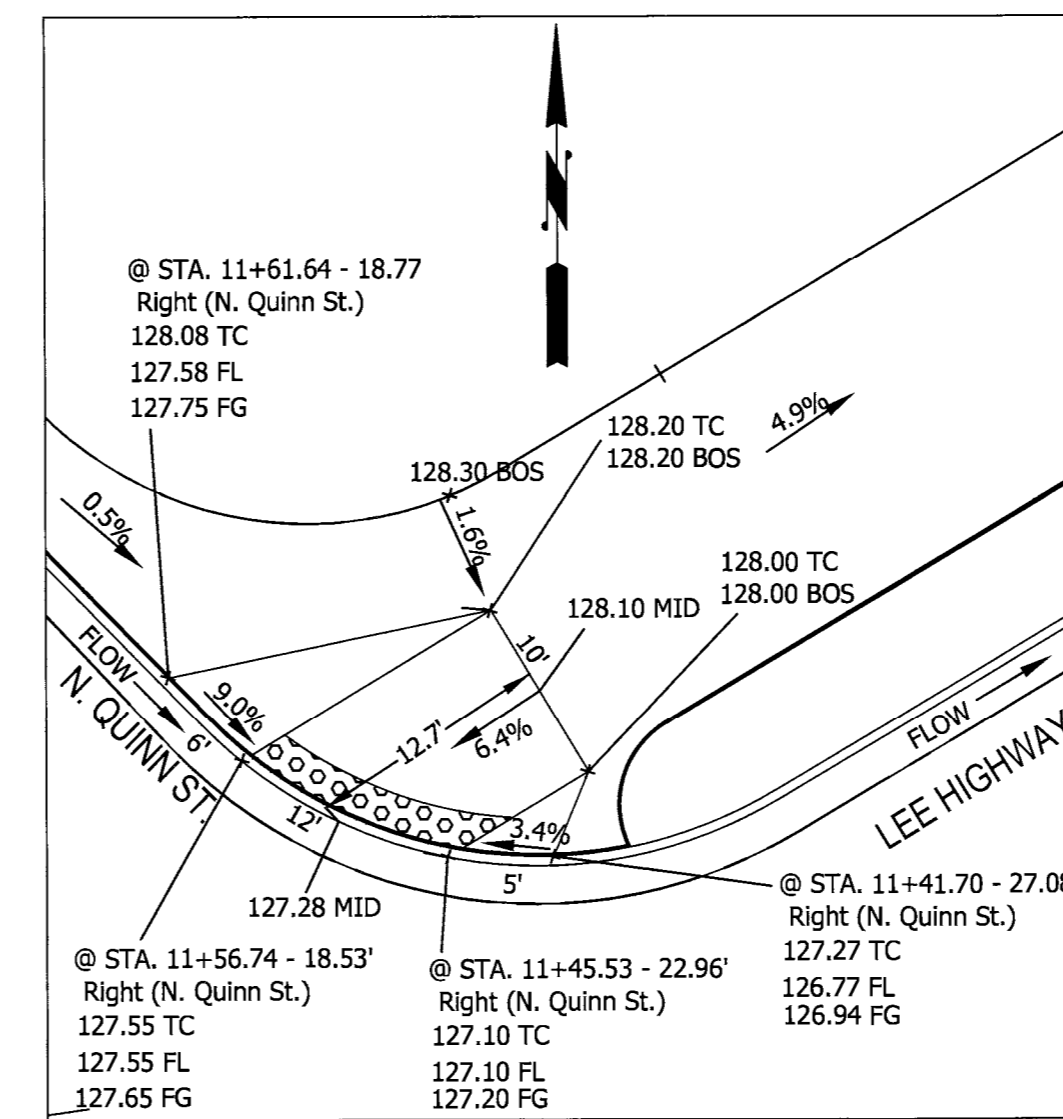 N
@ STA. 11+61.64 - 18.77
Right (N. Quinn St.)
128.08 TC
127.58 FL
127.75 FG
128.20 TC
128.20 BOS
4.9%
128.30 BOS
0.5%
1.6%
128.00 TC
128.00 BOS
128.10 MID
10'
FLOW
N. QUINN ST.
6'
9.0%
12.7'
6.4%
FLOW
LEE HIGHWAY
12'
3.4%
5'
127.28 MID
@ STA. 11+41.70 - 27.08
Right (N. Quinn St.)
127.27 TC
126.77 FL
126.94 FG
@ STA. 11+56.74 - 18.53'
Right (N. Quinn St.)
127.55 TC
127.55 FL
127.65 FG
@ STA. 11+45.53 - 22.96'
Right (N. Quinn St.)
127.10 TC
127.10 FL
127.20 FG